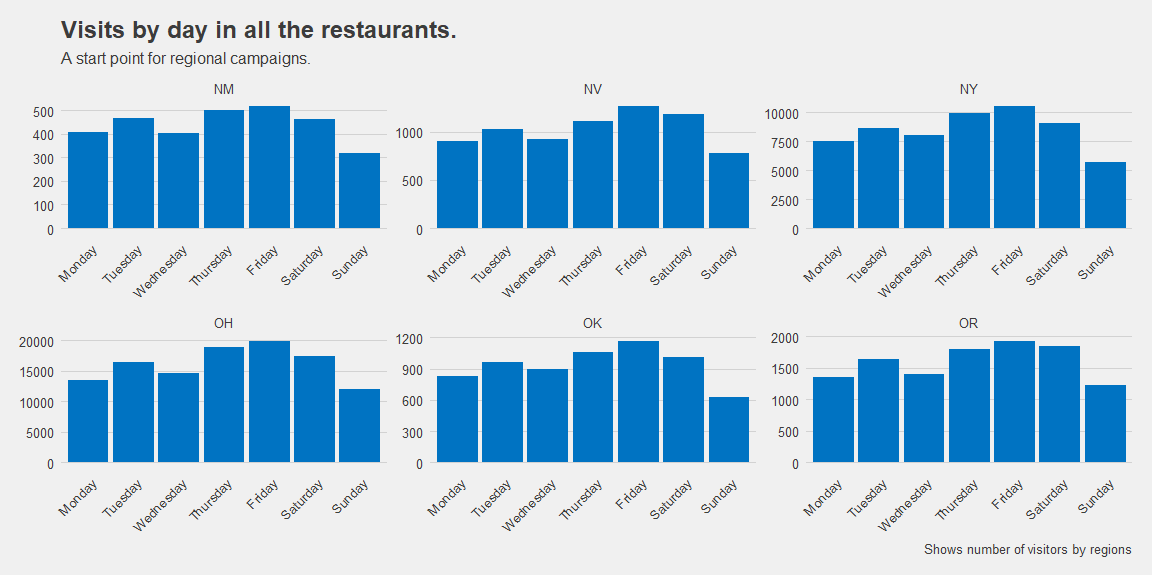 Visits by day in all the restaurants.
A start point for regional campaigns.
NM
500
400
300
200
100
0
Monday
Tuesday
Wednesday
Thursday
Friday
Saturday
Sunday
NV
1000
500
0
Monday
Tuesday
Wednesday
Thursday
Friday
Saturday
Sunday
NY
10000
7500
5000
2500
0
Monday
Tuesday
Wednesday
Thursday
Friday
Saturday
Sunday
OH
20000
15000
10000
5000
0
Monday
Tuesday
Wednesday
Thursday
Friday
Saturday
Sunday
OK
1200
900
600
300
0
Monday
Tuesday
Wednesday
Thursday
Friday
Saturday
Sunday
OR
2000
1500
1000
500
0
Monday
Tuesday
Wednesday
Thursday
Friday
Saturday
Sunday
Shows number of visitors by regions